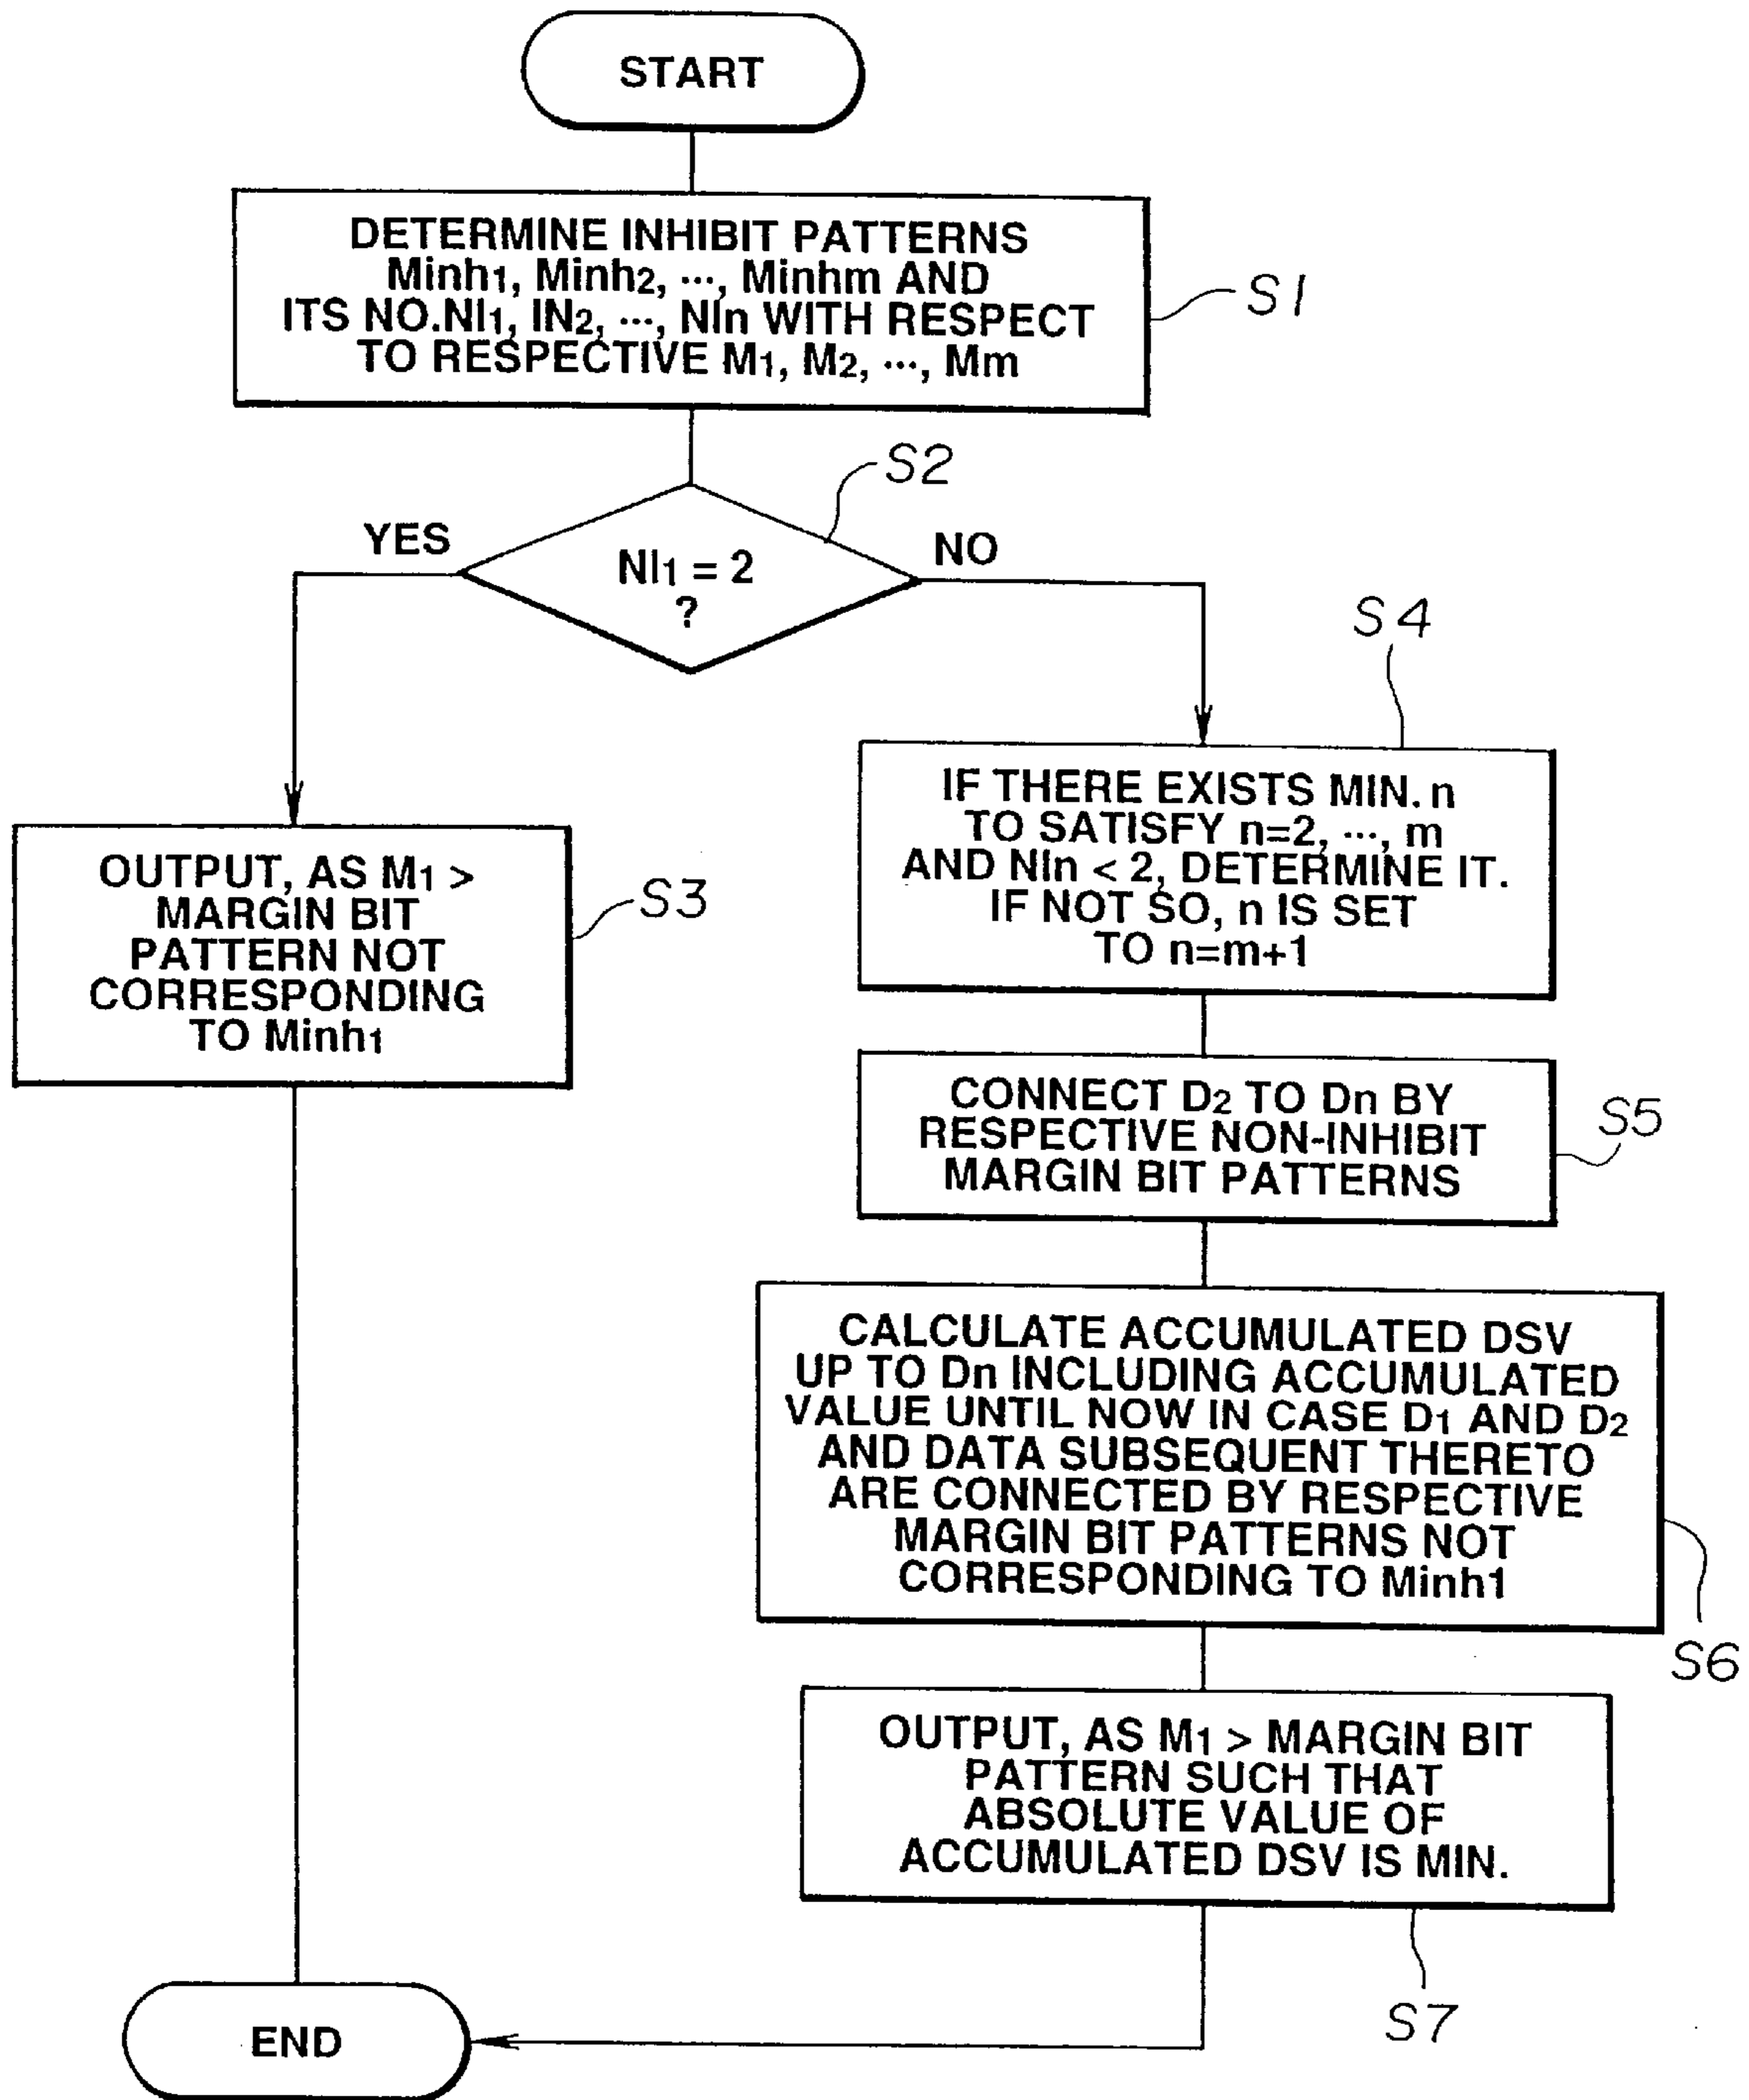 START
DETERMINE INHIBIT PATTERNS
Minh1, Minh2, ..., Minhm AND
ITS NO.NI1, IN2, ..., NIn WITH RESPECT
TO RESPECTIVE M1, M2, ..., Mm
S1
S2
YES
NI1 = 2
?
NO
OUTPUT, AS M1 >
MARGIN BIT
PATTERN NOT
CORRESPONDING
TO Minh1
S3
S4
IF THERE EXISTS MIN. n
TO SATISFY n=2, ..., m
AND NIn < 2, DETERMINE IT.
IF NOT SO, n IS SET
TO n=m+1
CONNECT D2 TO Dn BY
RESPECTIVE NON-INHIBIT
MARGIN BIT PATTERNS
S5
CALCULATE ACCUMULATED DSV
UP TO Dn INCLUDING ACCUMULATED
VALUE UNTIL NOW IN CASE D1 AND D2
AND DATA SUBSEQUENT THERETO
ARE CONNECTED BY RESPECTIVE
MARGIN BIT PATTERNS NOT
CORRESPONDING TO Minh1
S6
OUTPUT, AS M1 > MARGIN BIT
PATTERN SUCH THAT
ABSOLUTE VALUE OF
ACCUMULATED DSV IS MIN.
S7
END